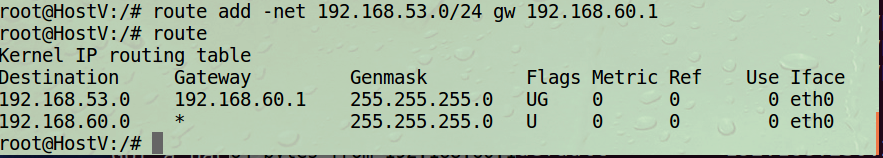 root@HostV:/# route add -net 192.168.53.0/24 gw 192.168.60.1
root@HostV:/# route
Kernel IP routing table
Destination     Gateway         Genmask         Flags Metric Ref    Use Iface
192.168.53.0    192.168.60.1    255.255.255.0   UG    0      0        0 eth0
192.168.60.0    *               255.255.255.0   U     0      0        0 eth0
root@HostV:/#